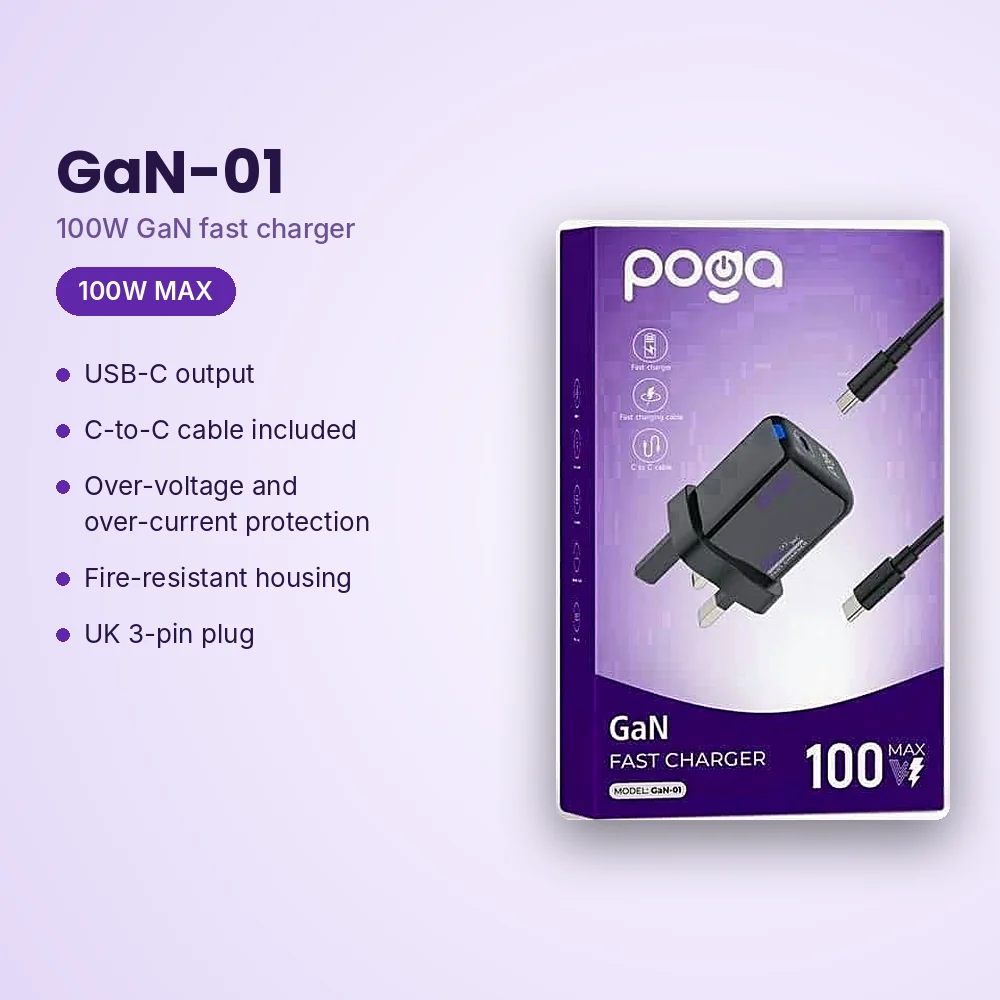 GaN-01
100W GaN fast charger
100W MAX
USB-C output
C-to-C cable included
Over-voltage and
over-current protection
Fire-resistant housing
UK 3-pin plug
poga
Fast charger
Fast charging cable
C to C cable
GaN
FAST CHARGER
MODEL: GaN-01
100
MAX